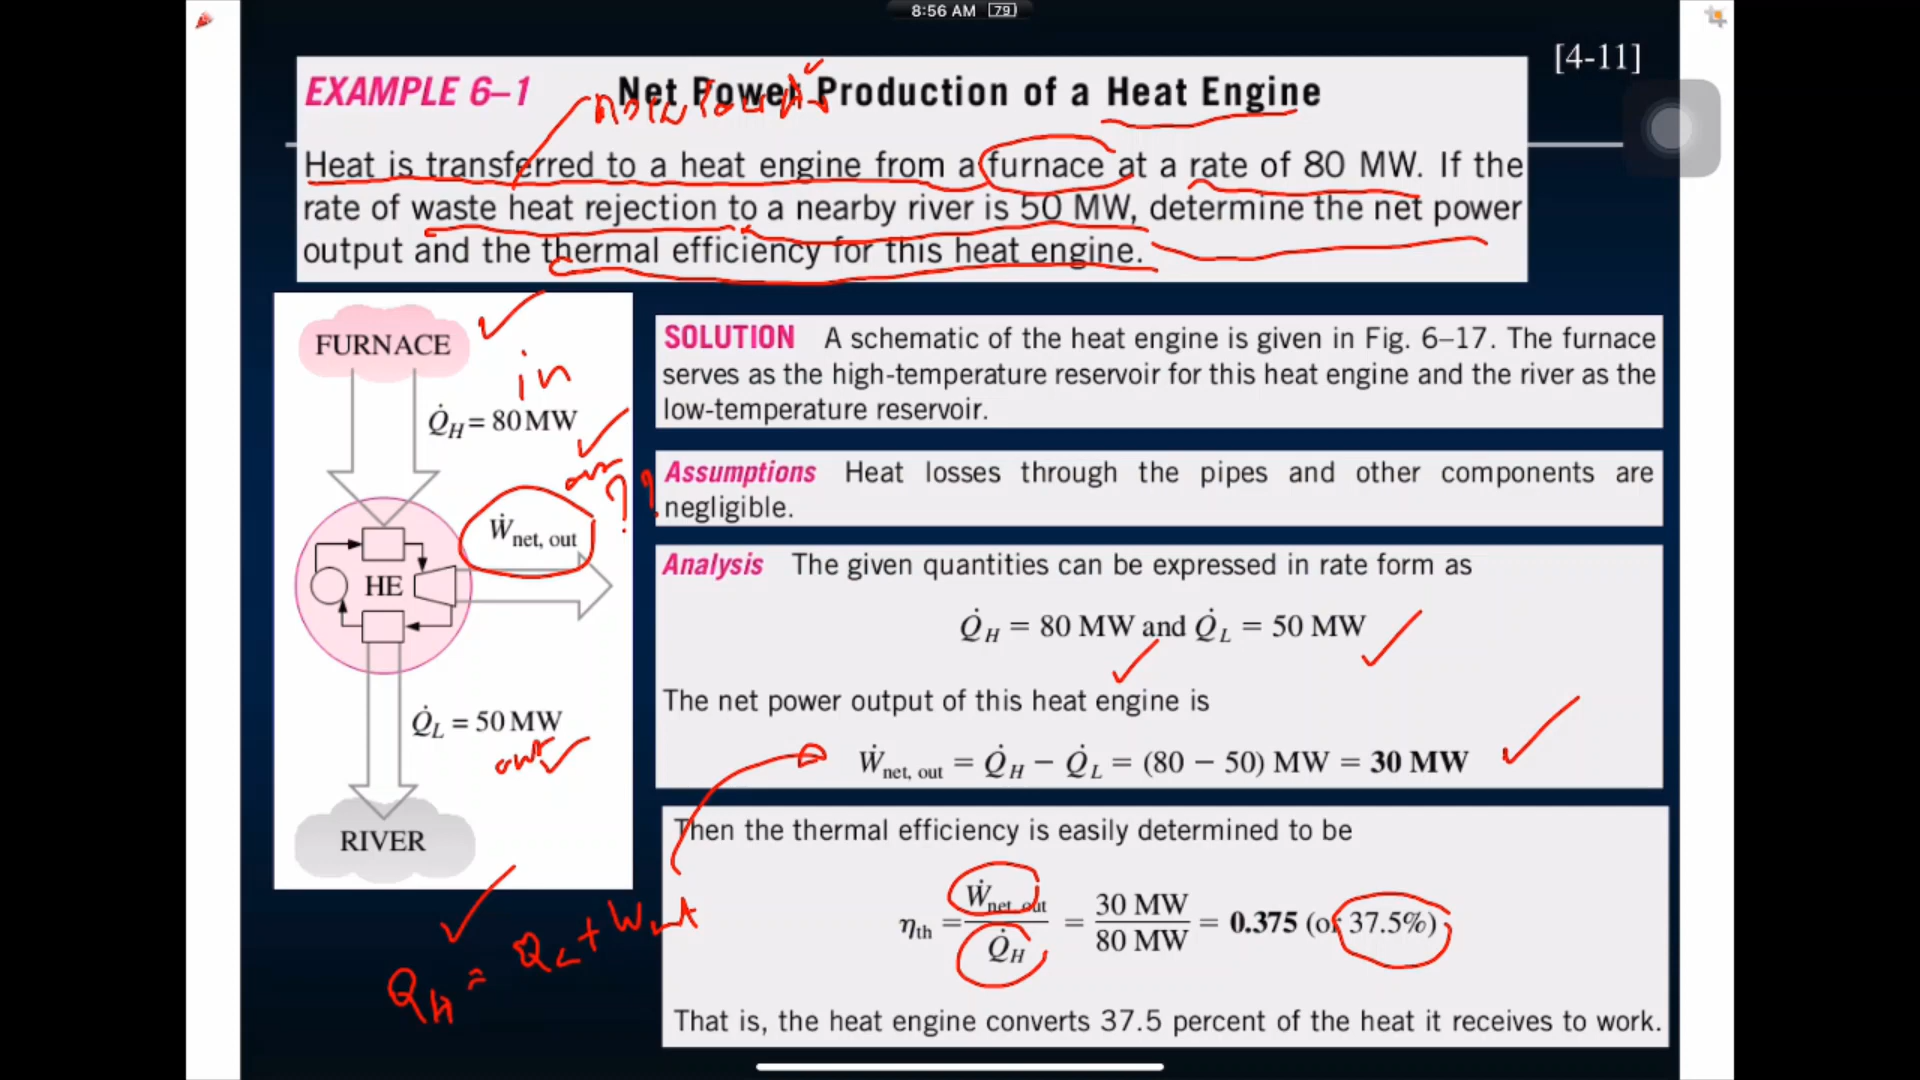 8:56 AM 79
[4-11]
EXAMPLE 6–1 Net Power Production of a Heat Engine
Heat is transferred to a heat engine from a furnace at a rate of 80 MW. If the
rate of waste heat rejection to a nearby river is 50 MW, determine the net power
output and the thermal efficiency for this heat engine.
FURNACE
in
Q̇H = 80 MW
out
??
Ẇnet, out
HE
Q̇L = 50 MW
out
RIVER
QH = QL + Wnet
SOLUTION A schematic of the heat engine is given in Fig. 6–17. The furnace
serves as the high-temperature reservoir for this heat engine and the river as the
low-temperature reservoir.
Assumptions Heat losses through the pipes and other components are
negligible.
Analysis The given quantities can be expressed in rate form as
Q̇H = 80 MW and Q̇L = 50 MW
The net power output of this heat engine is
Ẇnet, out = Q̇H − Q̇L = (80 − 50) MW = 30 MW
Then the thermal efficiency is easily determined to be
ηth = Ẇnet, out / Q̇H = 30 MW / 80 MW = 0.375 (or 37.5%)
That is, the heat engine converts 37.5 percent of the heat it receives to work.